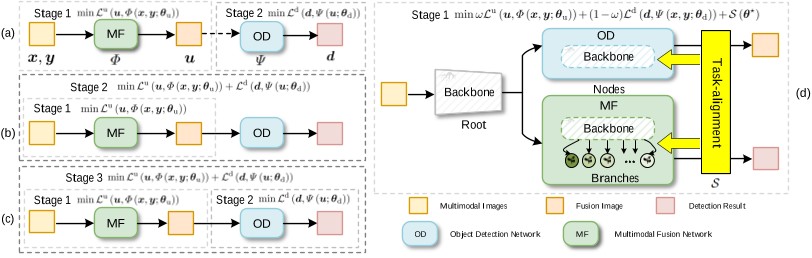 (a)
Stage 1 min ℒᵘ (u, Φ(x, y; θᵤ))
Stage 2 min ℒᵈ (d, Ψ(u; θ_d))
MF
OD
x, y
Φ
u
Ψ
d
(b)
Stage 2 min ℒᵘ (u, Φ(x, y; θᵤ)) + ℒᵈ (d, Ψ(u; θ_d))
Stage 1 min ℒᵘ (u, Φ(x, y; θᵤ))
MF
OD
(c)
Stage 3 min ℒᵘ (u, Φ(x, y; θᵤ)) + ℒᵈ (d, Ψ(u; θ_d))
Stage 1 min ℒᵘ (u, Φ(x, y; θᵤ))
Stage 2 min ℒᵈ (d, Ψ(u; θ_d))
MF
OD
(d)
Stage 1 min ωℒᵘ (u, Φ(x, y; θᵤ)) + (1−ω)ℒᵈ (d, Ψ(x, y; θ_d)) + 𝒮(θ*)
OD
Backbone
Nodes
Backbone
Root
MF
Backbone
Branches
Task-alignment
𝒮
Multimodal Images
Fusion Image
Detection Result
OD
Object Detection Network
MF
Multimodal Fusion Network